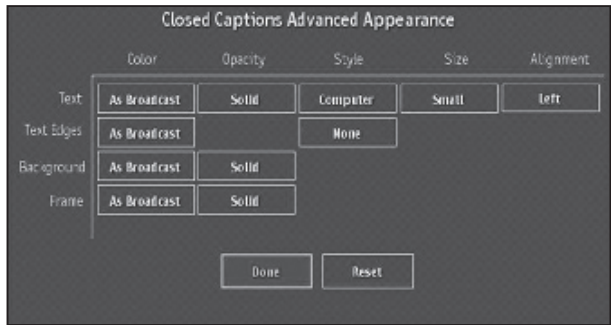 Closed Captions Advanced Appearance
Color Opacity Style Size Alignment
Text As Broadcast Solid Computer Small Left
Text Edges As Broadcast None
Background As Broadcast Solid
Frame As Broadcast Solid
Done Reset